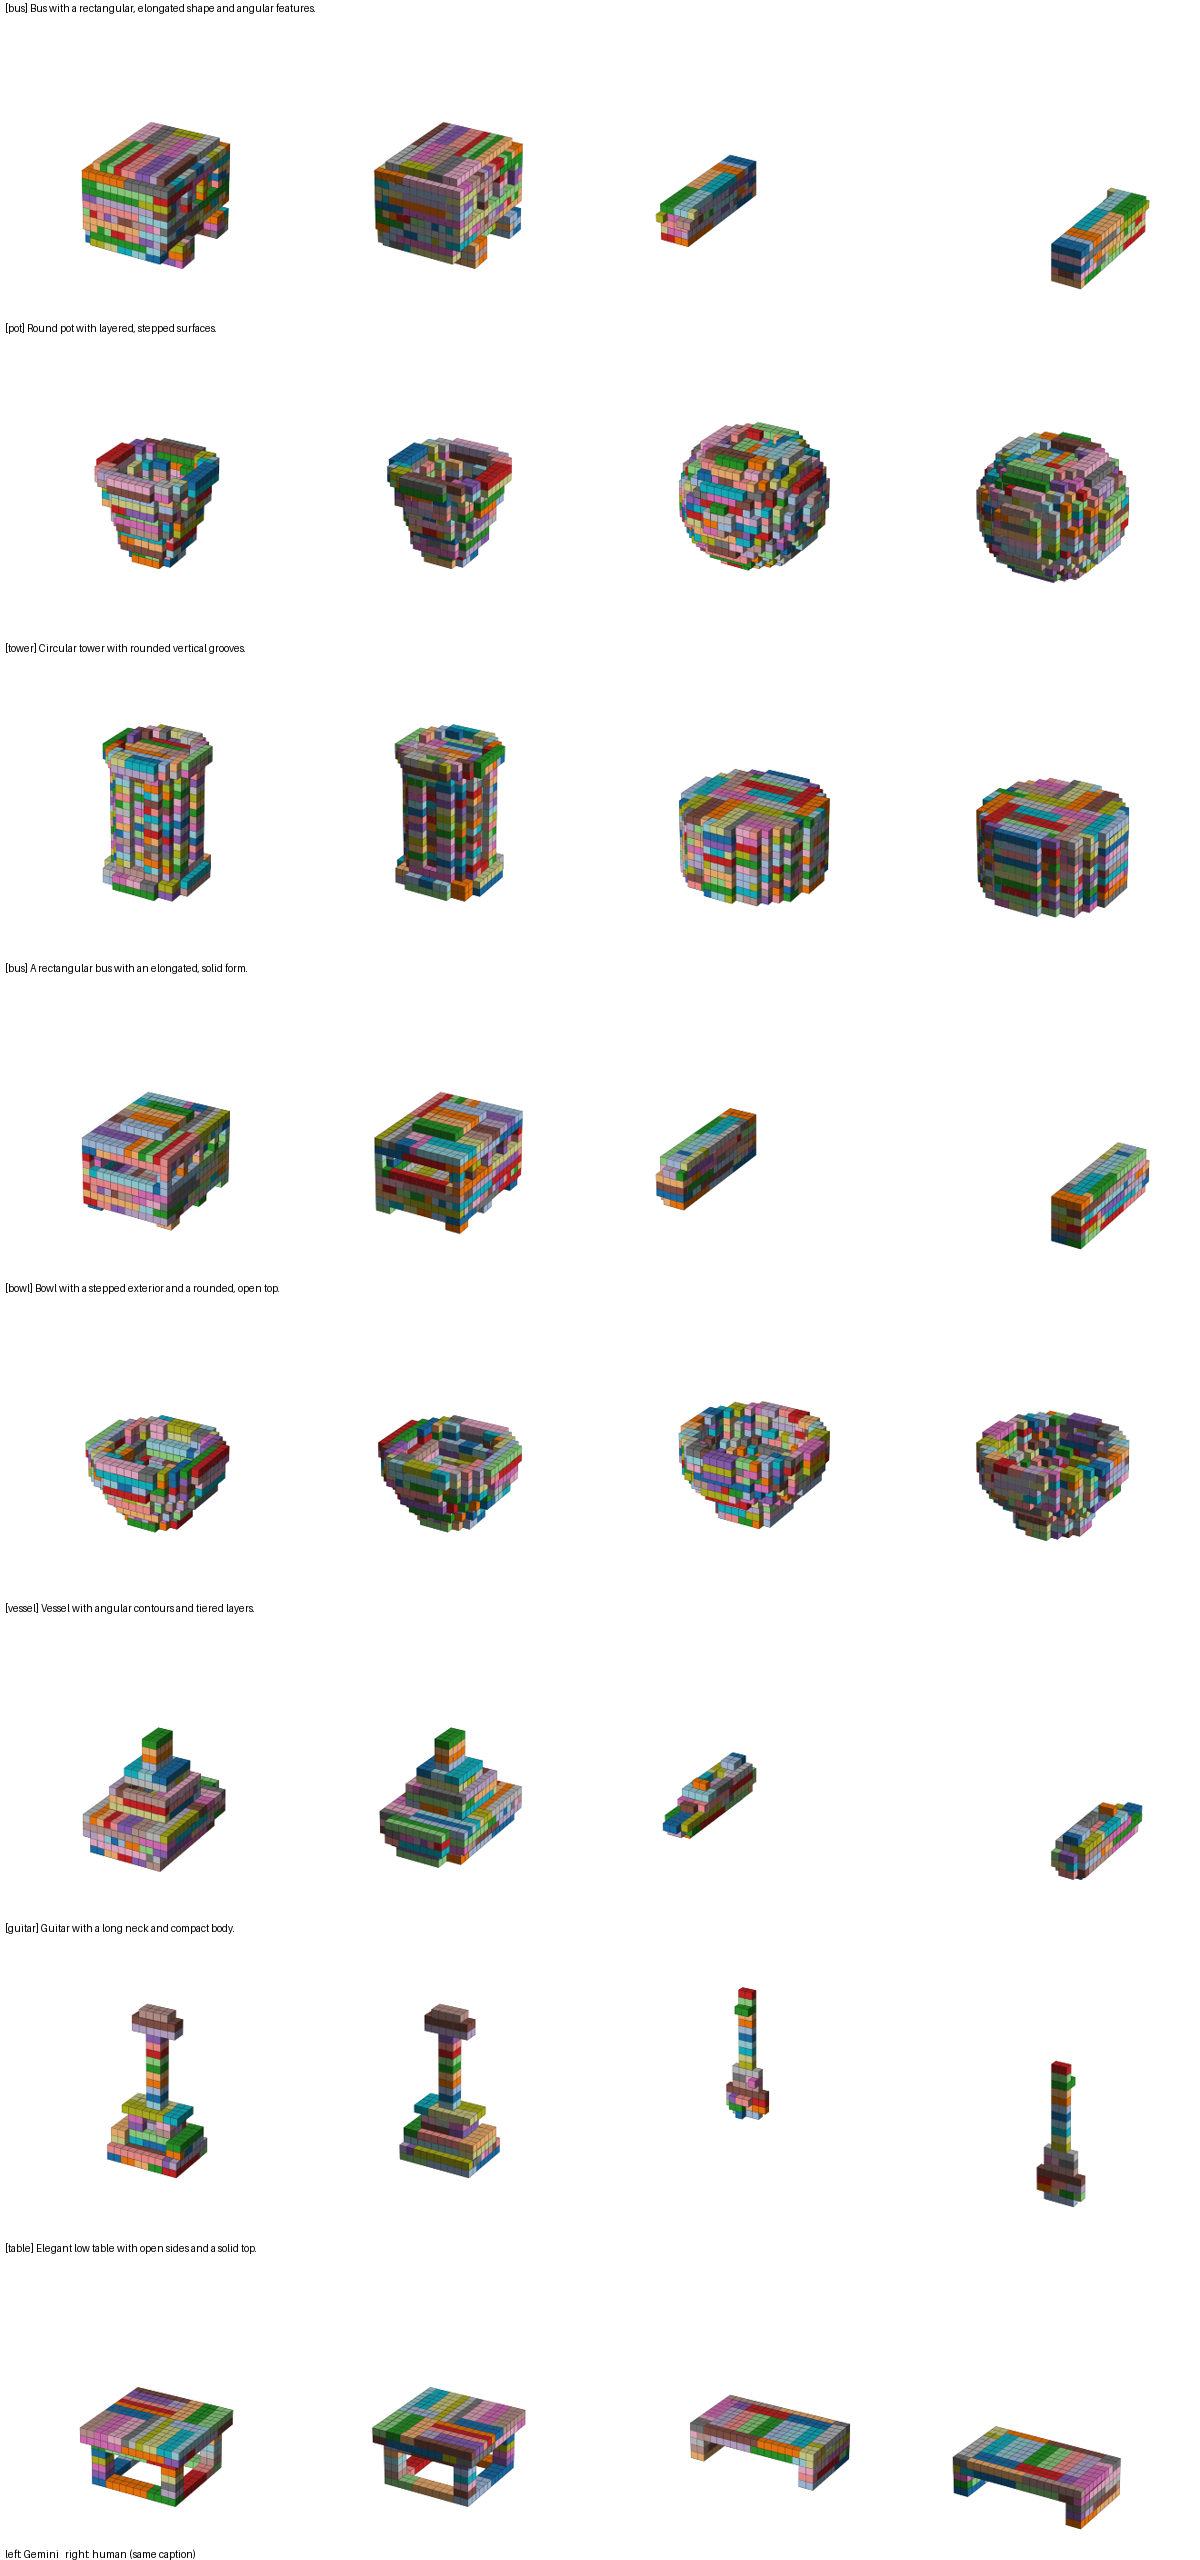 [bus] Bus with a rectangular, elongated shape and angular features.
[pot] Round pot with layered, stepped surfaces.
[tower] Circular tower with rounded vertical grooves.
[bus] A rectangular bus with an elongated, solid form.
[bowl] Bowl with a stepped exterior and a rounded, open top.
[vessel] Vessel with angular contours and tiered layers.
[guitar] Guitar with a long neck and compact body.
[table] Elegant low table with open sides and a solid top.
left: Gemini right: human (same caption)